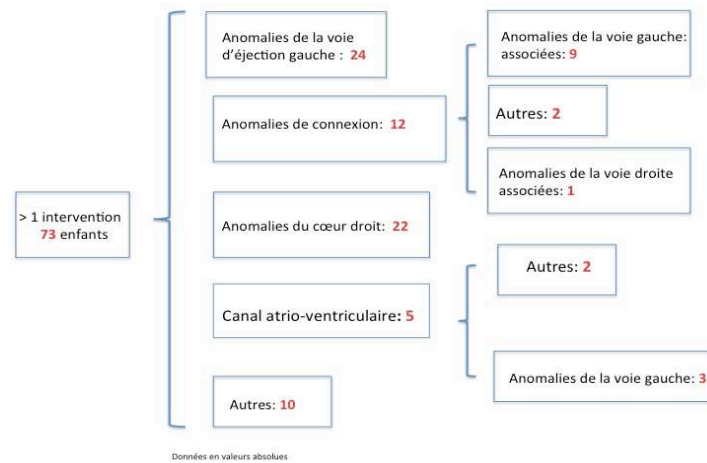 > 1 intervention
73 enfants
Anomalies de la voie
d'éjection gauche : 24
Anomalies de connexion: 12
Anomalies du cœur droit: 22
Canal atrio-ventriculaire: 5
Autres: 10
Anomalies de la voie gauche:
associées: 9
Autres: 2
Anomalies de la voie droite
associées: 1
Autres: 2
Anomalies de la voie gauche: 3
Données en valeurs absolues